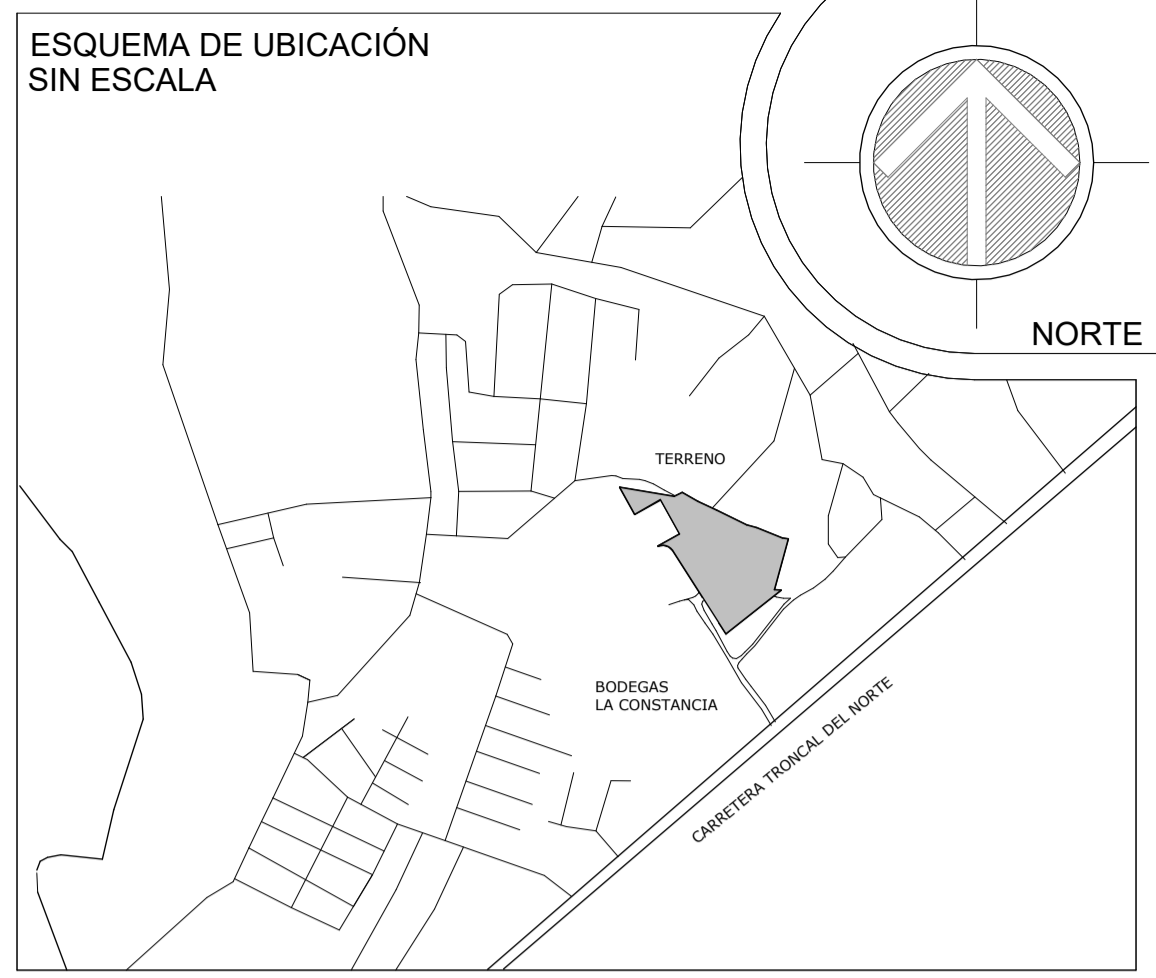 ESQUEMA DE UBICACIÓN
SIN ESCALA
NORTE
TERRENO
BODEGAS
LA CONSTANCIA
CARRETERA TRONCAL DEL NORTE